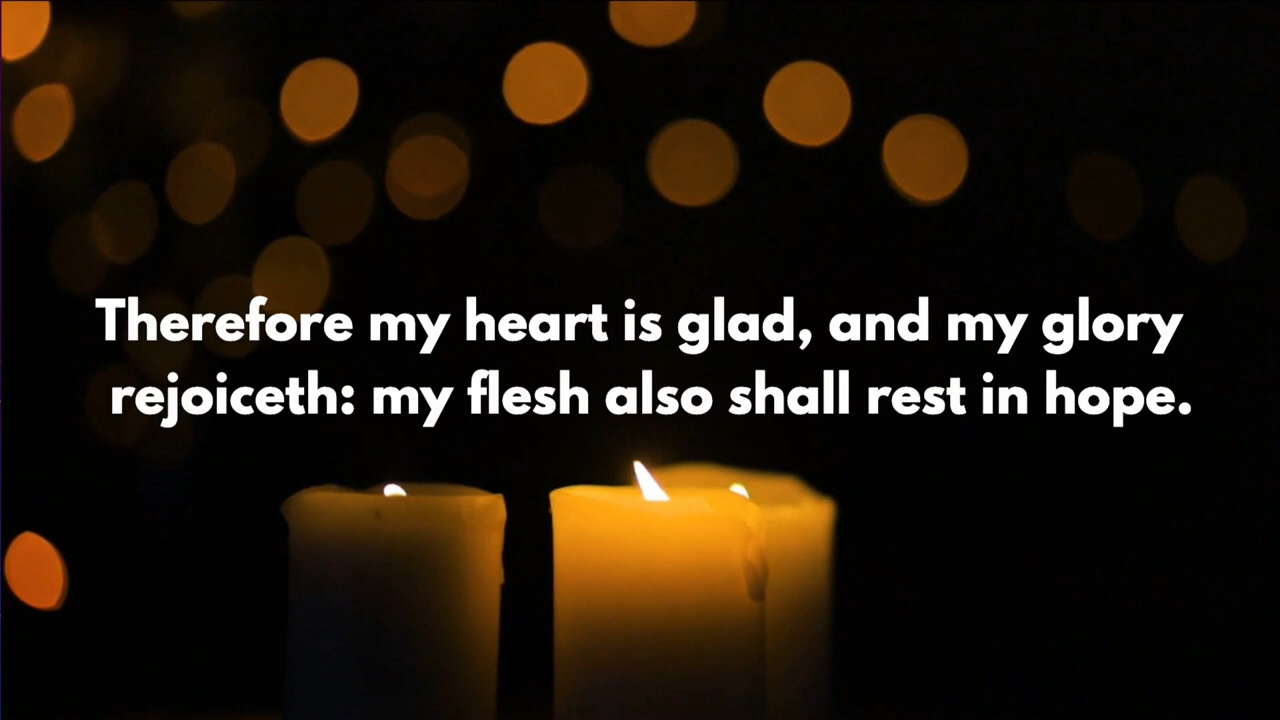 Therefore my heart is glad, and my glory
rejoiceth: my flesh also shall rest in hope.